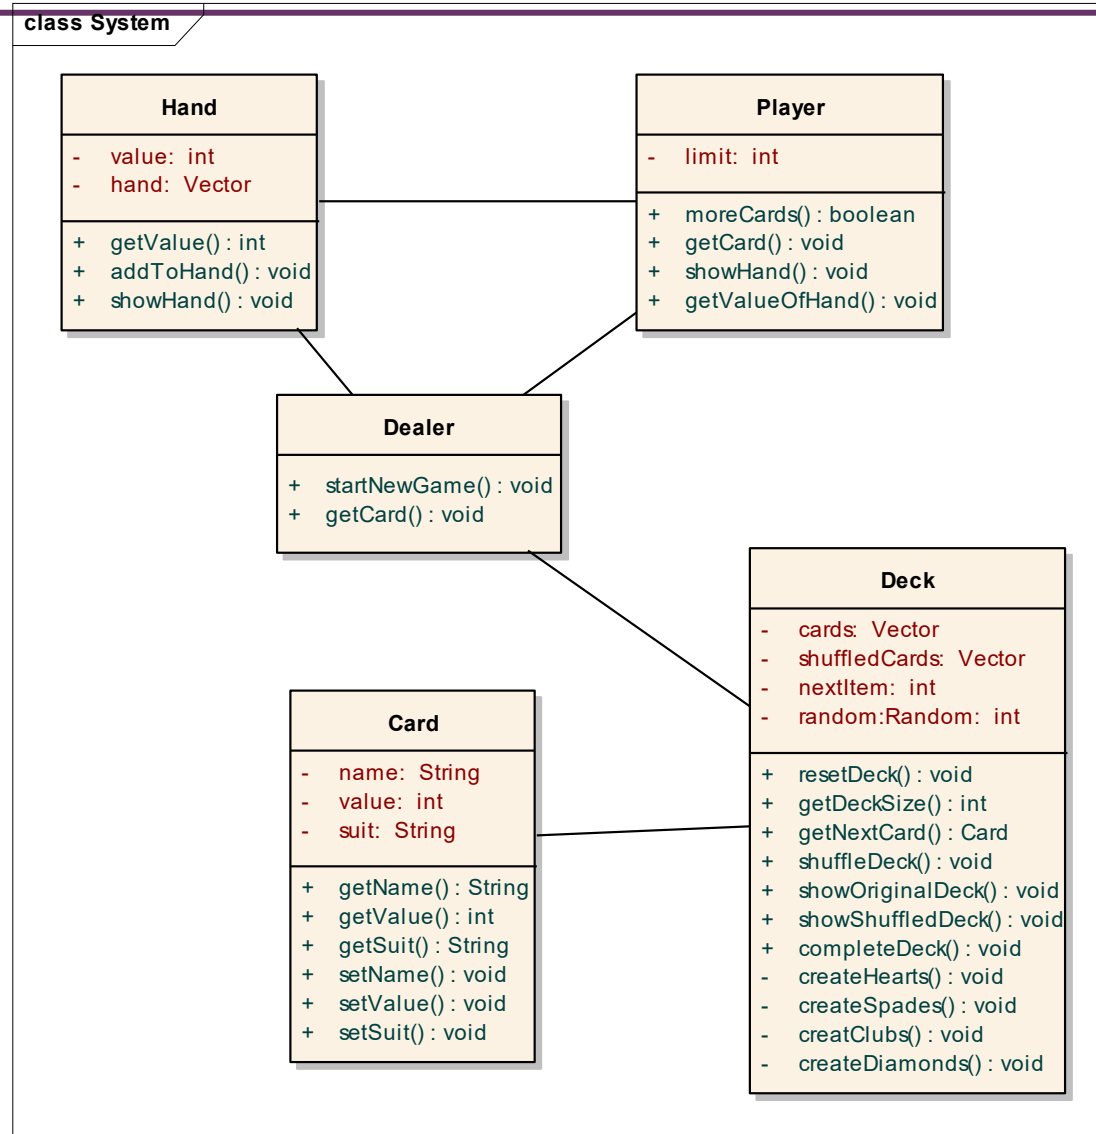 class System
Hand
- value: int
- hand: Vector
+ getValue() : int
+ addToHand() : void
+ showHand() : void
Player
- limit: int
+ moreCards() : boolean
+ getCard() : void
+ showHand() : void
+ getValueOfHand() : void
Dealer
+ startNewGame() : void
+ getCard() : void
Deck
- cards: Vector
- shuffledCards: Vector
- nextItem: int
- random:Random: int
+ resetDeck() : void
+ getDeckSize() : int
+ getNextCard() : Card
+ shuffleDeck() : void
+ showOriginalDeck() : void
+ showShuffledDeck() : void
+ completeDeck() : void
- createHearts() : void
- createSpades() : void
- creatClubs() : void
- createDiamonds() : void
Card
- name: String
- value: int
- suit: String
+ getName() : String
+ getValue() : int
+ getSuit() : String
+ setName() : void
+ setValue() : void
+ setSuit() : void